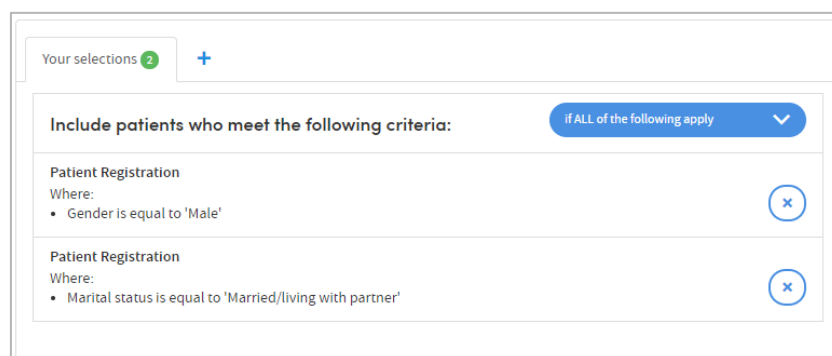 Your selections 2 +
Include patients who meet the following criteria:
if ALL of the following apply
Patient Registration
Where:
• Gender is equal to 'Male'
Patient Registration
Where:
• Marital status is equal to 'Married/living with partner'